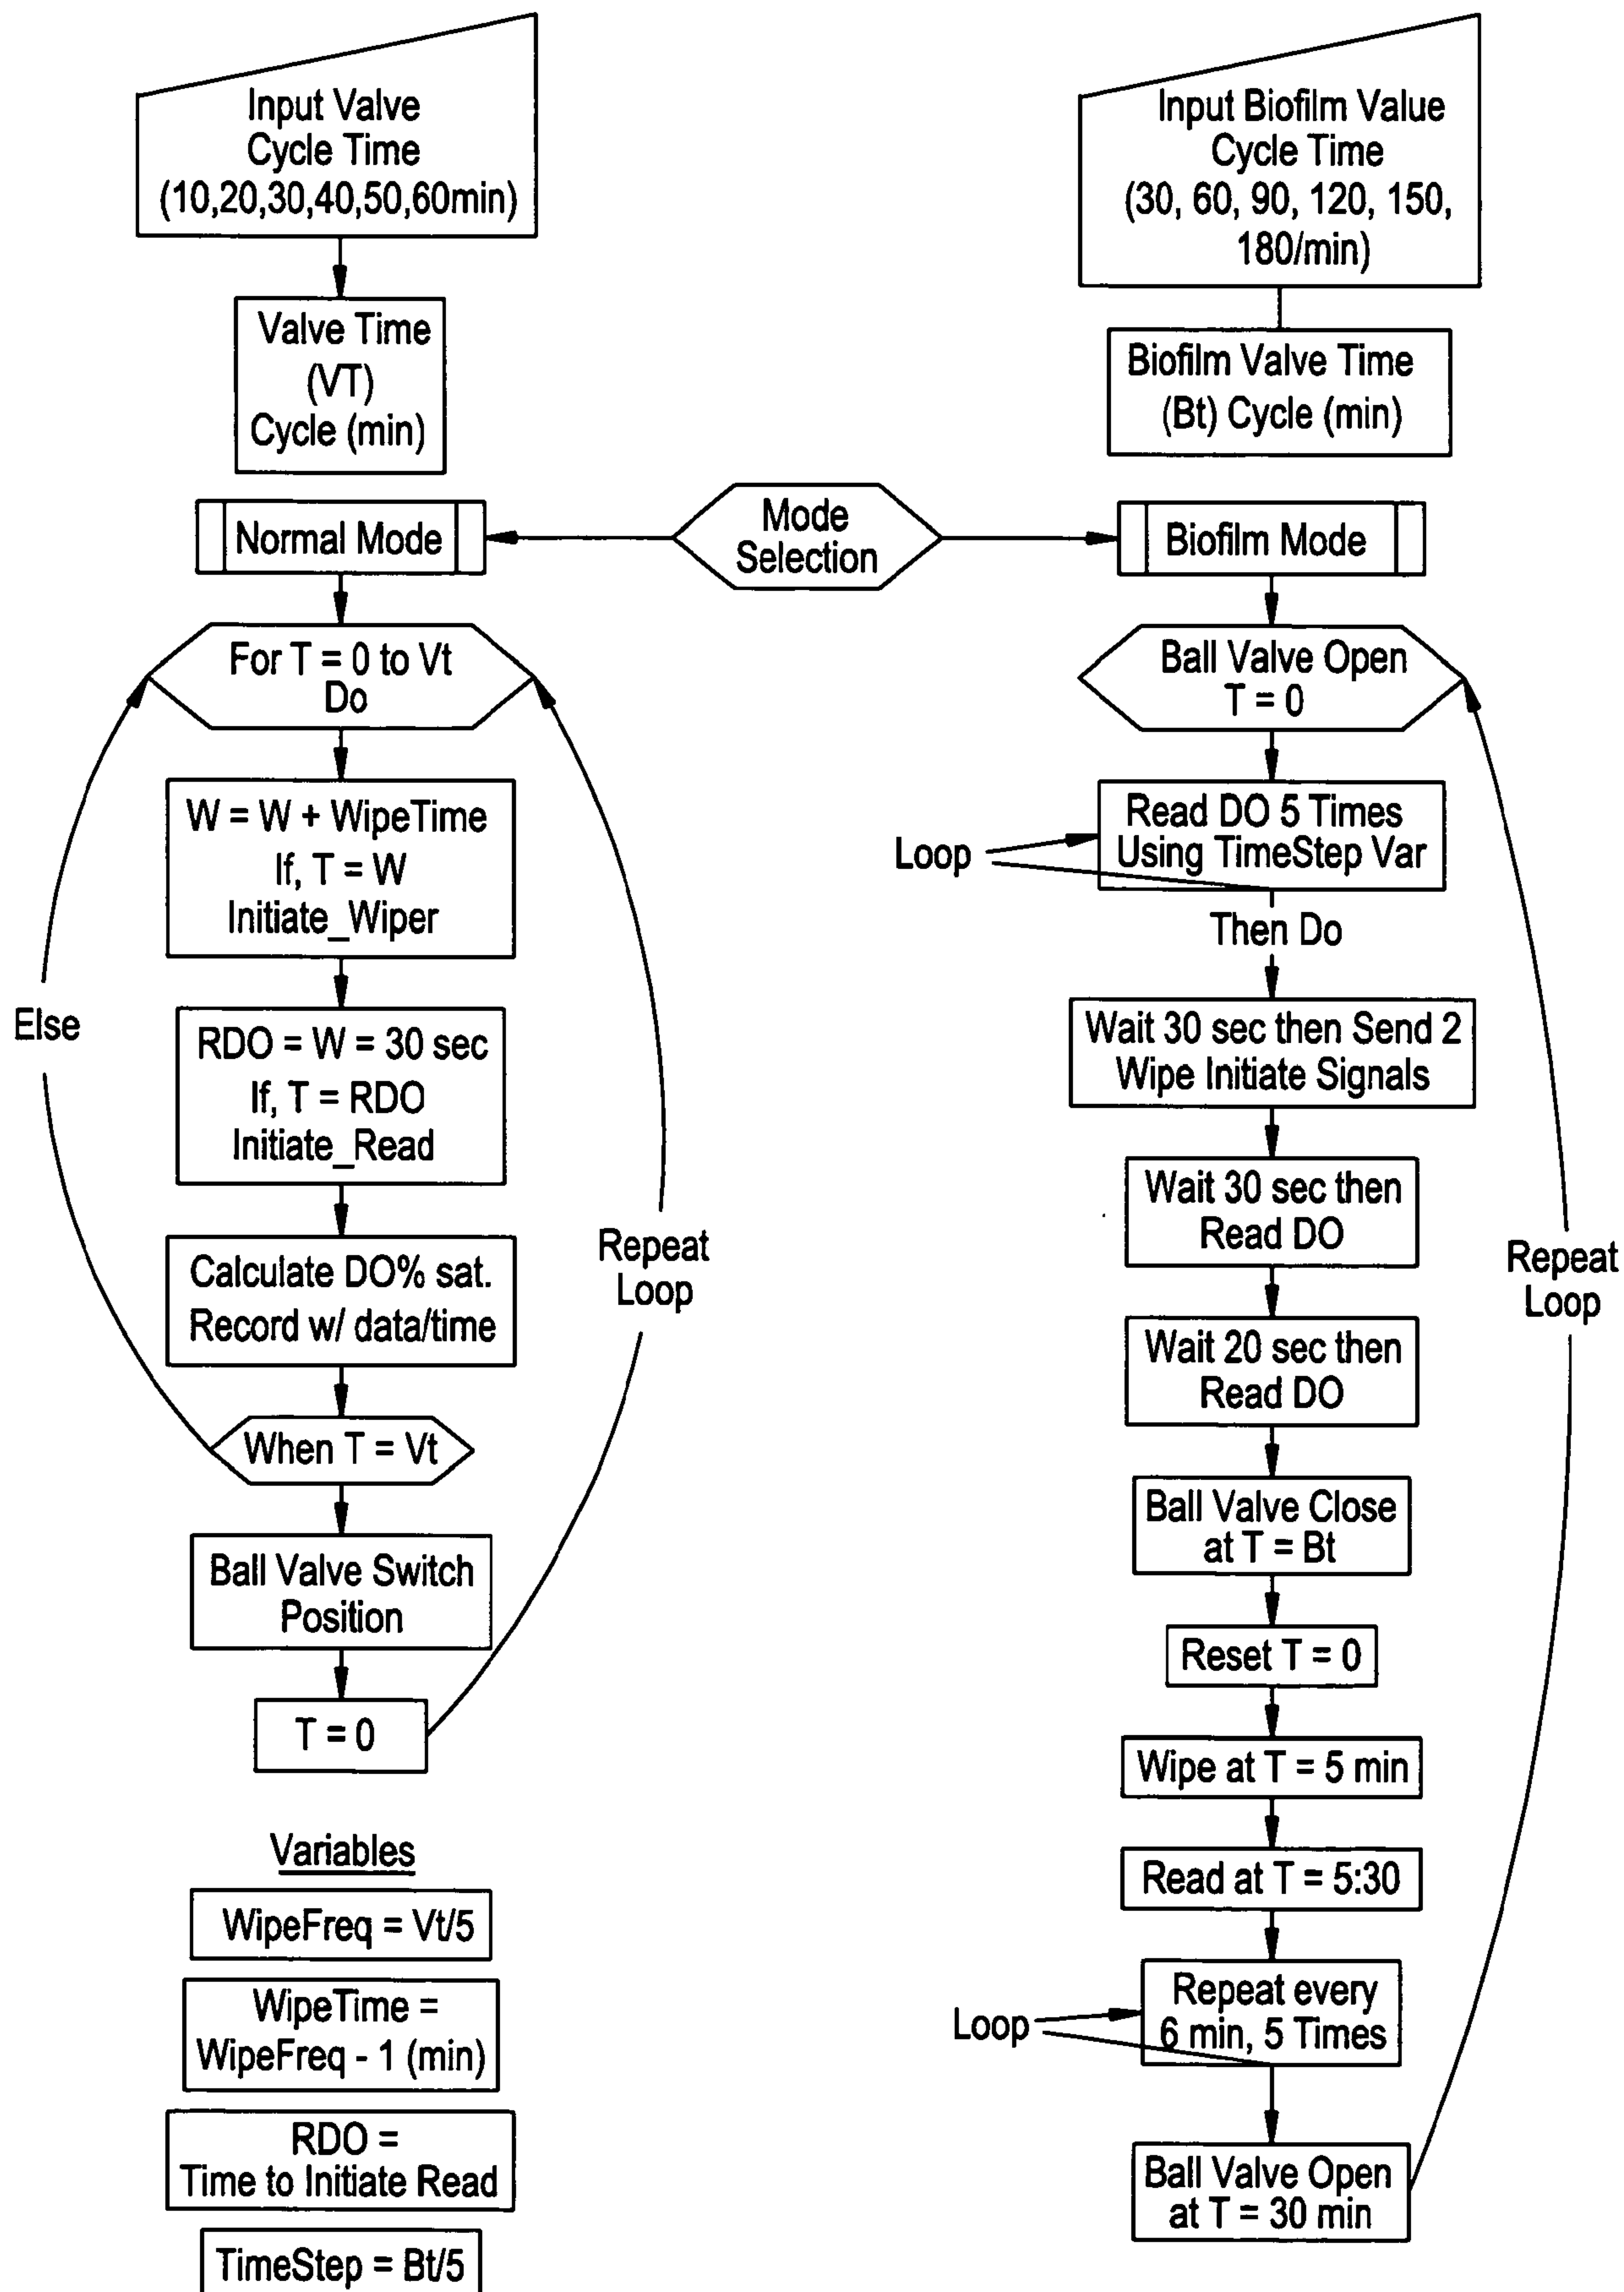 Input Valve
Cycle Time
(10,20,30,40,50,60min)
Valve Time
(VT)
Cycle (min)
Input Biofilm Value
Cycle Time
(30, 60, 90, 120, 150,
180/min)
Biofilm Valve Time
(Bt) Cycle (min)
Mode
Selection
Normal Mode
For T = 0 to Vt
Do
W = W + WipeTime
If, T = W
Initiate_Wiper
RDO = W = 30 sec
If, T = RDO
Initiate_Read
Calculate DO% sat.
Record w/ data/time
When T = Vt
Ball Valve Switch
Position
T = 0
Else
Repeat
Loop
Biofilm Mode
Ball Valve Open
T = 0
Read DO 5 Times
Using TimeStep Var
Loop
Then Do
Wait 30 sec then Send 2
Wipe Initiate Signals
Wait 30 sec then
Read DO
Wait 20 sec then
Read DO
Ball Valve Close
at T = Bt
Reset T = 0
Wipe at T = 5 min
Read at T = 5:30
Repeat every
6 min, 5 Times
Loop
Ball Valve Open
at T = 30 min
Repeat
Loop
Variables
WipeFreq = Vt/5
WipeTime =
WipeFreq - 1 (min)
RDO =
Time to Initiate Read
TimeStep = Bt/5